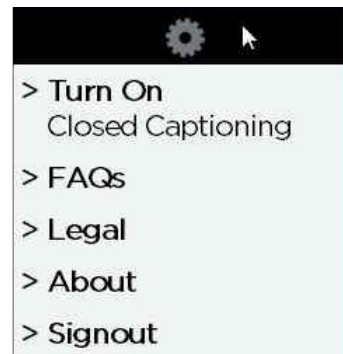 > Turn On
Closed Captioning
> FAQs
> Legal
> About
> Signout